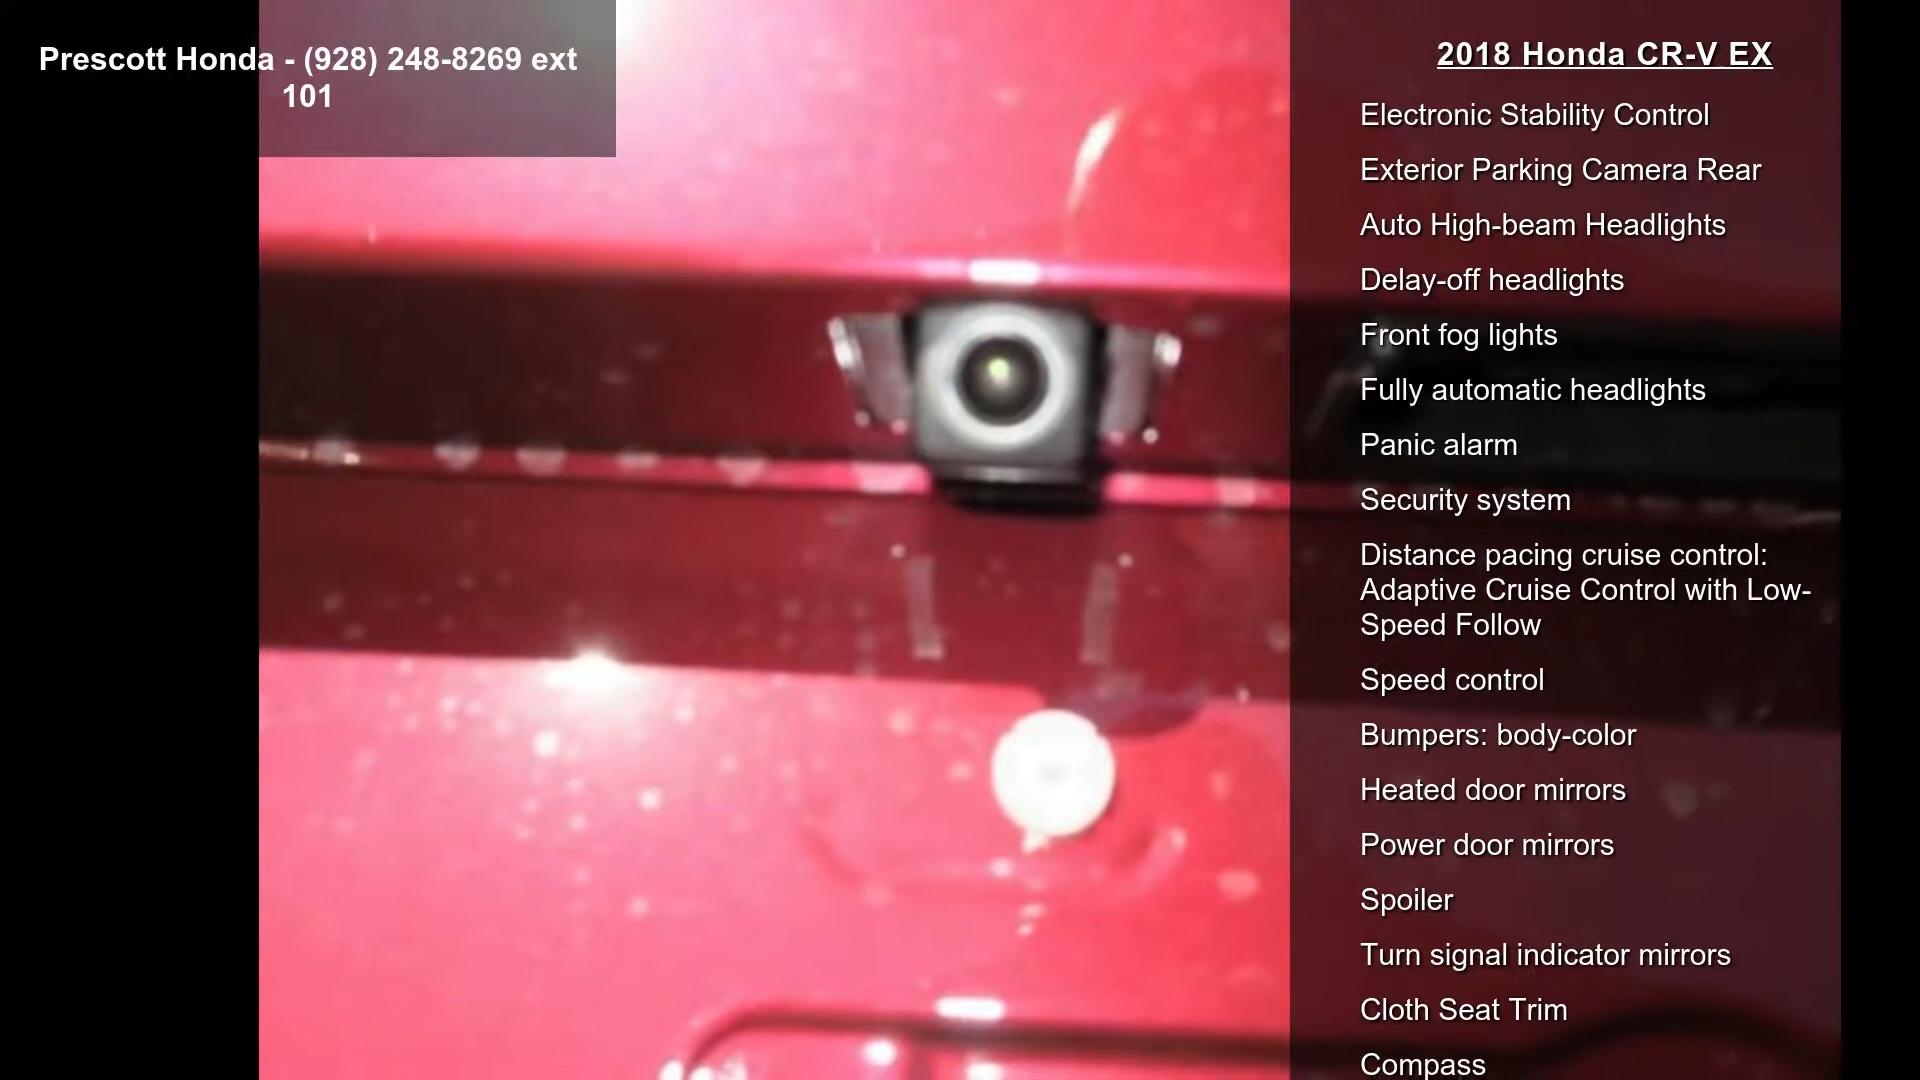 Prescott Honda - (928) 248-8269 ext
101
2018 Honda CR-V EX
Electronic Stability Control
Exterior Parking Camera Rear
Auto High-beam Headlights
Delay-off headlights
Front fog lights
Fully automatic headlights
Panic alarm
Security system
Distance pacing cruise control:
Adaptive Cruise Control with Low-
Speed Follow
Speed control
Bumpers: body-color
Heated door mirrors
Power door mirrors
Spoiler
Turn signal indicator mirrors
Cloth Seat Trim
Compass